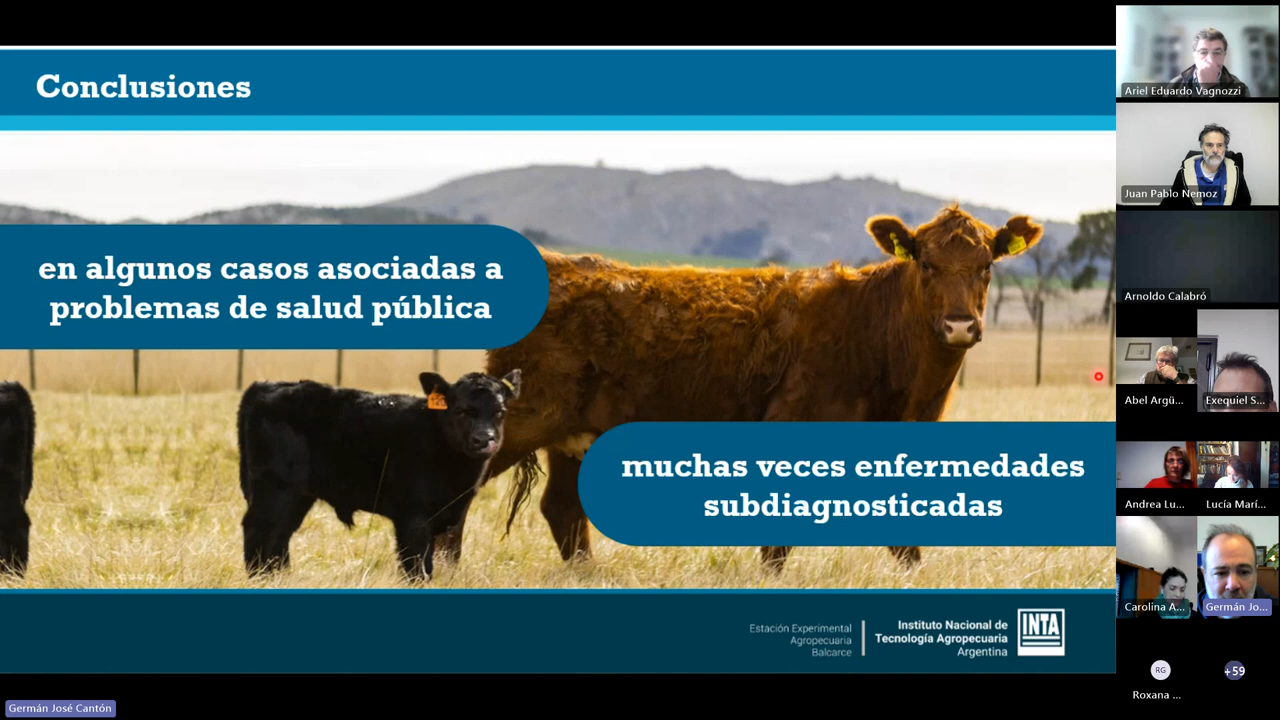 Conclusiones
en algunos casos asociadas a
problemas de salud pública
muchas veces enfermedades
subdiagnosticadas
Estación Experimental
Agropecuaria
Balcarce
Instituto Nacional de
Tecnología Agropecuaria
Argentina
INTA
Germán José Cantón
Ariel Eduardo Vagnozzi
Juan Pablo Nemoz
Arnoldo Calabró
Abel Argü...
Exequiel S...
Andrea Lu...
Lucía Marí...
Carolina A...
Germán Jo...
RG
+59
Roxana ...